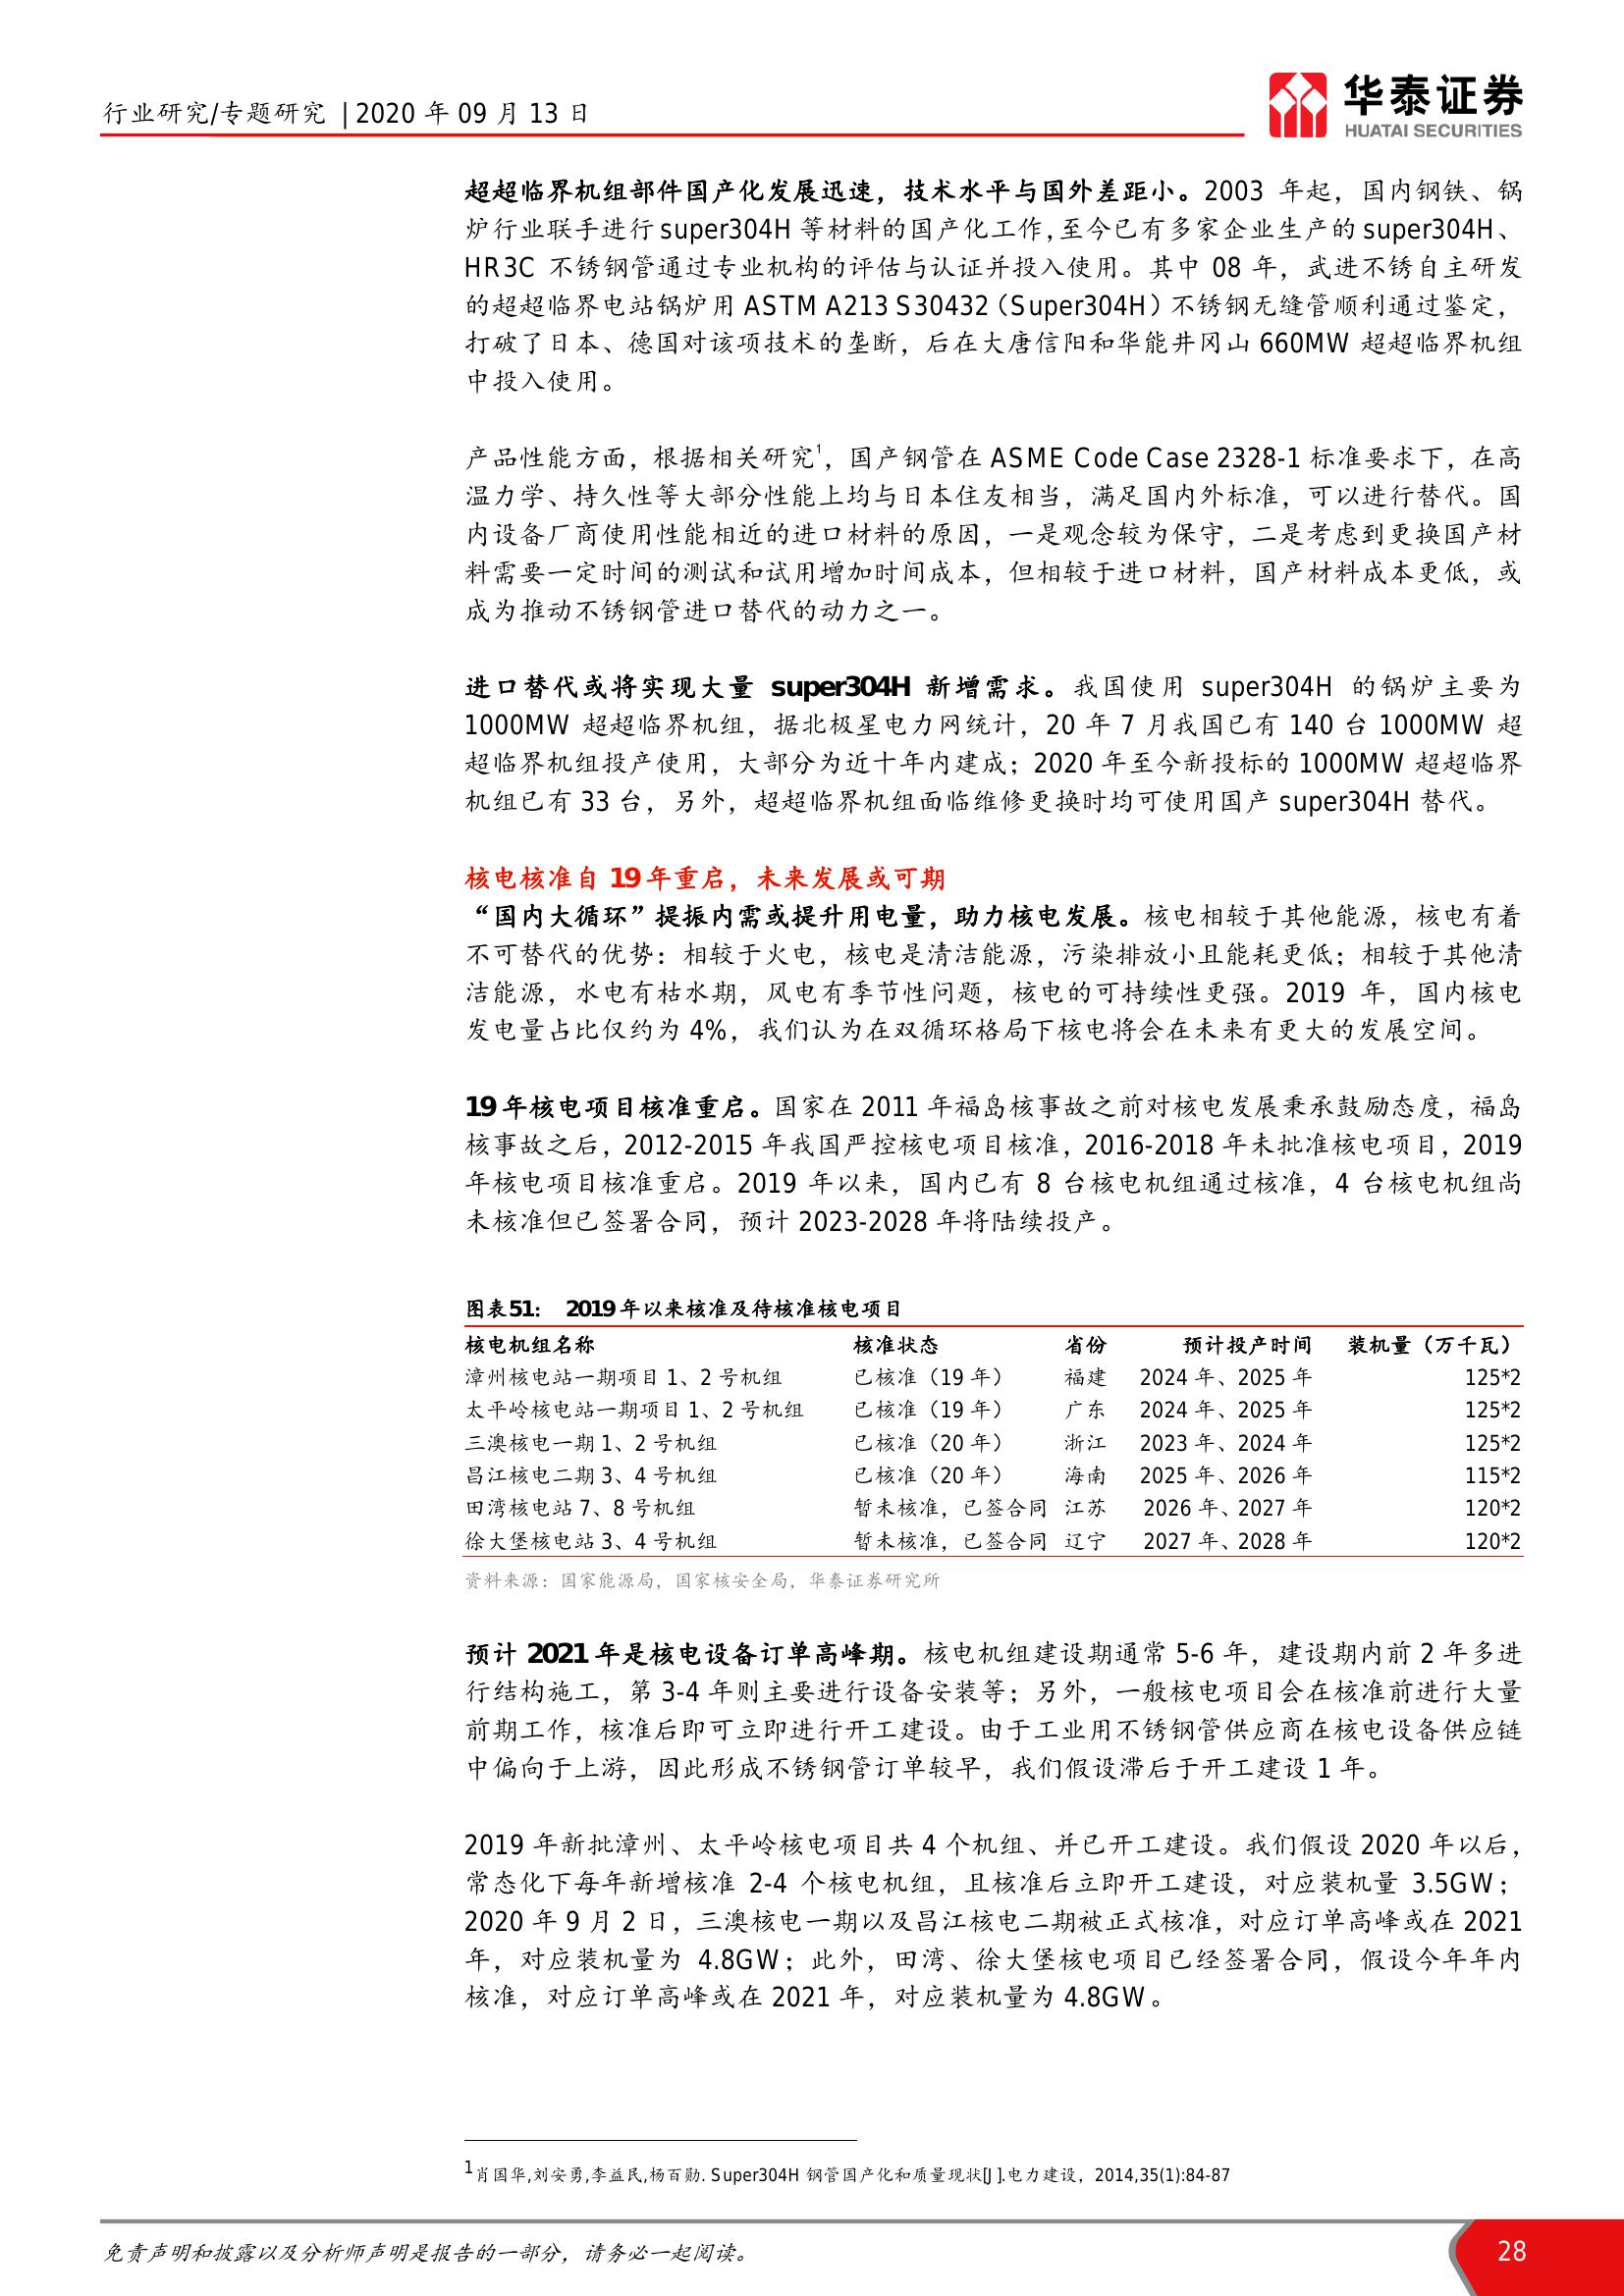 行业研究/专题研究 | 2020 年 09 月 13 日
华泰证券
HUATAI SECURITIES
超超临界机组部件国产化发展迅速，技术水平与国外差距小。2003 年起，国内钢铁、锅
炉行业联手进行 super304H 等材料的国产化工作，至今已有多家企业生产的 super304H、
HR3C 不锈钢管通过专业机构的评估与认证并投入使用。其中 08 年，武进不锈自主研发
的超超临界电站锅炉用 ASTM A213 S30432（Super304H）不锈钢无缝管顺利通过鉴定，
打破了日本、德国对该项技术的垄断，后在大唐信阳和华能井冈山 660MW 超超临界机组
中投入使用。
产品性能方面，根据相关研究1，国产钢管在 ASME Code Case 2328-1 标准要求下，在高
温力学、持久性等大部分性能上均与日本住友相当，满足国内外标准，可以进行替代。国
内设备厂商使用性能相近的进口材料的原因，一是观念较为保守，二是考虑到更换国产材
料需要一定时间的测试和试用增加时间成本，但相较于进口材料，国产材料成本更低，或
成为推动不锈钢管进口替代的动力之一。
进口替代或将实现大量 super304H 新增需求。我国使用 super304H 的锅炉主要为
1000MW 超超临界机组，据北极星电力网统计，20 年 7 月我国已有 140 台 1000MW 超
超临界机组投产使用，大部分为近十年内建成；2020 年至今新投标的 1000MW 超超临界
机组已有 33 台，另外，超超临界机组面临维修更换时均可使用国产 super304H 替代。
核电核准自 19 年重启，未来发展或可期
“国内大循环”提振内需或提升用电量，助力核电发展。核电相较于其他能源，核电有着
不可替代的优势：相较于火电，核电是清洁能源，污染排放小且能耗更低；相较于其他清
洁能源，水电有枯水期，风电有季节性问题，核电的可持续性更强。2019 年，国内核电
发电量占比仅约为 4%，我们认为在双循环格局下核电将会在未来有更大的发展空间。
19 年核电项目核准重启。国家在 2011 年福岛核事故之前对核电发展秉承鼓励态度，福岛
核事故之后，2012-2015 年我国严控核电项目核准，2016-2018 年未批准核电项目，2019
年核电项目核准重启。2019 年以来，国内已有 8 台核电机组通过核准，4 台核电机组尚
未核准但已签署合同，预计 2023-2028 年将陆续投产。
图表51： 2019 年以来核准及待核准核电项目
核电机组名称 核准状态 省份 预计投产时间 装机量（万千瓦）
漳州核电站一期项目 1、2 号机组 已核准（19 年） 福建 2024 年、2025 年 125*2
太平岭核电站一期项目 1、2 号机组 已核准（19 年） 广东 2024 年、2025 年 125*2
三澳核电一期 1、2 号机组 已核准（20 年） 浙江 2023 年、2024 年 125*2
昌江核电二期 3、4 号机组 已核准（20 年） 海南 2025 年、2026 年 115*2
田湾核电站 7、8 号机组 暂未核准，已签合同 江苏 2026 年、2027 年 120*2
徐大堡核电站 3、4 号机组 暂未核准，已签合同 辽宁 2027 年、2028 年 120*2
资料来源：国家能源局，国家核安全局，华泰证券研究所
预计 2021 年是核电设备订单高峰期。核电机组建设期通常 5-6 年，建设期内前 2 年多进
行结构施工，第 3-4 年则主要进行设备安装等；另外，一般核电项目会在核准前进行大量
前期工作，核准后即可立即进行开工建设。由于工业用不锈钢管供应商在核电设备供应链
中偏向于上游，因此形成不锈钢管订单较早，我们假设滞后于开工建设 1 年。
2019 年新批漳州、太平岭核电项目共 4 个机组、并已开工建设。我们假设 2020 年以后，
常态化下每年新增核准 2-4 个核电机组，且核准后立即开工建设，对应装机量 3.5GW；
2020 年 9 月 2 日，三澳核电一期以及昌江核电二期被正式核准，对应订单高峰或在 2021
年，对应装机量为 4.8GW；此外，田湾、徐大堡核电项目已经签署合同，假设今年年内
核准，对应订单高峰或在 2021 年，对应装机量为 4.8GW。
1 肖国华,刘安勇,李益民,杨百勋. Super304H 钢管国产化和质量现状[J].电力建设，2014,35(1):84-87
免责声明和披露以及分析师声明是报告的一部分，请务必一起阅读。
28